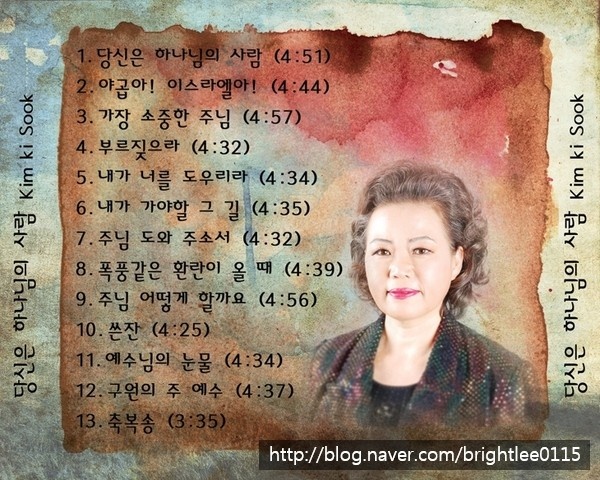 1. 당신은 하나님의 사람 (4:51)
2. 야곱아! 이스라엘아! (4:44)
3. 가장 소중한 주님 (4:57)
4. 부르짖으라 (4:32)
5. 내가 너를 도우리라 (4:34)
6. 내가 가야할 그 길 (4:35)
7. 주님 도와 주소서 (4:32)
8. 폭풍같은 환란이 올 때 (4:39)
9. 주님 어떻게 할까요 (4:56)
10. 쓴잔 (4:25)
11. 예수님의 눈물 (4:34)
12. 구원의 주 예수 (4:37)
13. 축복송 (3:35)
당신은 하나님의 사람 Kim ki Sook
당신은 하나님의 사람 Kim ki Sook
http://blog.naver.com/brightlee0115